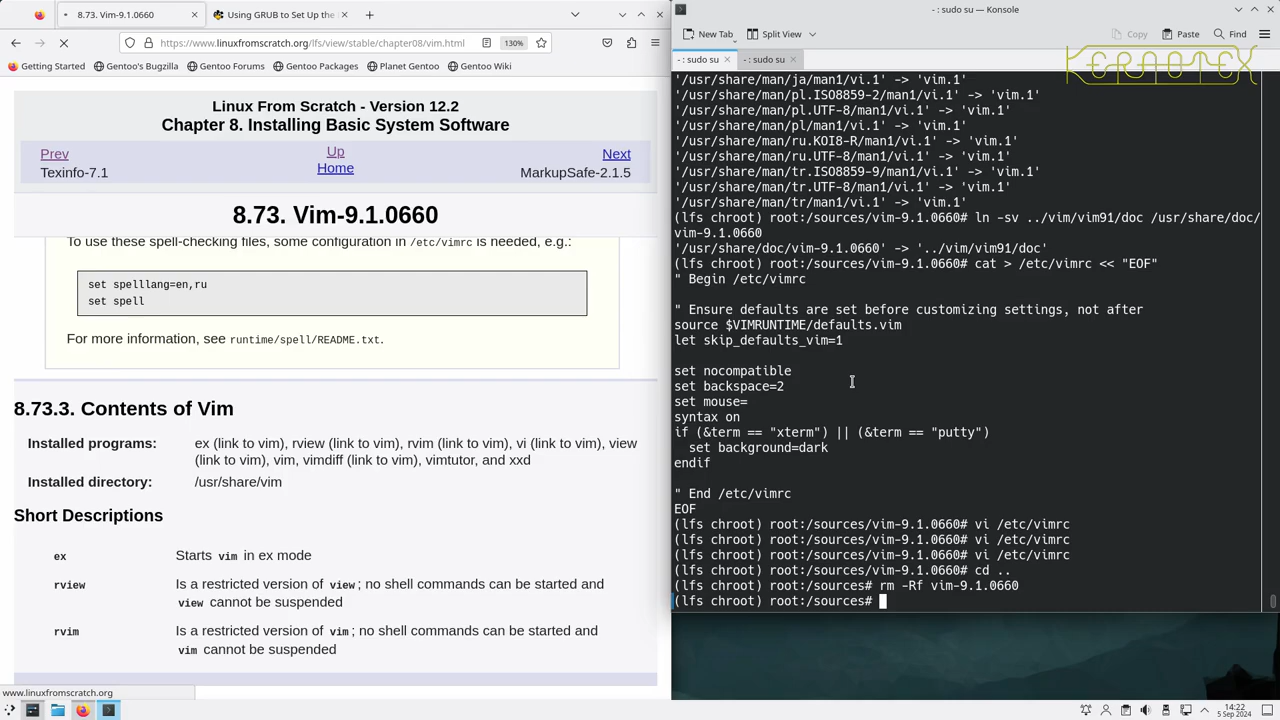 8.73. Vim-9.1.0660
Using GRUB to Set Up the
https://www.linuxfromscratch.org/lfs/view/stable/chapter08/vim.html
130%
Getting Started
Gentoo's Bugzilla
Gentoo Forums
Gentoo Packages
Planet Gentoo
Gentoo Wiki
Linux From Scratch - Version 12.2
Chapter 8. Installing Basic System Software
Prev
Up
Next
Texinfo-7.1
Home
MarkupSafe-2.1.5
8.73. Vim-9.1.0660
To use these spell-checking files, some configuration in /etc/vimrc is needed, e.g.:
set spelllang=en,ru
set spell
For more information, see runtime/spell/README.txt.
8.73.3. Contents of Vim
Installed programs: ex (link to vim), rview (link to vim), rvim (link to vim), vi (link to vim), view
(link to vim), vim, vimdiff (link to vim), vimtutor, and xxd
Installed directory: /usr/share/vim
Short Descriptions
ex Starts vim in ex mode
rview Is a restricted version of view; no shell commands can be started and
view cannot be suspended
rvim Is a restricted version of vim; no shell commands can be started and
vim cannot be suspended
www.linuxfromscratch.org
- : sudo su — Konsole
New Tab
Split View
Copy
Paste
Find
- : sudo su
- : sudo su
KERNOTEX
'/usr/share/man/ja/man1/vi.1' -> 'vim.1'
'/usr/share/man/pl.ISO8859-2/man1/vi.1' -> 'vim.1'
'/usr/share/man/pl.UTF-8/man1/vi.1' -> 'vim.1'
'/usr/share/man/pl/man1/vi.1' -> 'vim.1'
'/usr/share/man/ru.KOI8-R/man1/vi.1' -> 'vim.1'
'/usr/share/man/ru.UTF-8/man1/vi.1' -> 'vim.1'
'/usr/share/man/tr.ISO8859-9/man1/vi.1' -> 'vim.1'
'/usr/share/man/tr.UTF-8/man1/vi.1' -> 'vim.1'
'/usr/share/man/tr/man1/vi.1' -> 'vim.1'
(lfs chroot) root:/sources/vim-9.1.0660# ln -sv ../vim/vim91/doc /usr/share/doc/
vim-9.1.0660
'/usr/share/doc/vim-9.1.0660' -> '../vim/vim91/doc'
(lfs chroot) root:/sources/vim-9.1.0660# cat > /etc/vimrc << "EOF"
" Begin /etc/vimrc
" Ensure defaults are set before customizing settings, not after
source $VIMRUNTIME/defaults.vim
let skip_defaults_vim=1
set nocompatible
set backspace=2
set mouse=
syntax on
if (&term == "xterm") || (&term == "putty")
  set background=dark
endif
" End /etc/vimrc
EOF
(lfs chroot) root:/sources/vim-9.1.0660# vi /etc/vimrc
(lfs chroot) root:/sources/vim-9.1.0660# vi /etc/vimrc
(lfs chroot) root:/sources/vim-9.1.0660# vi /etc/vimrc
(lfs chroot) root:/sources/vim-9.1.0660# cd ..
(lfs chroot) root:/sources# rm -Rf vim-9.1.0660
(lfs chroot) root:/sources#
14:22
5 Sep 2024